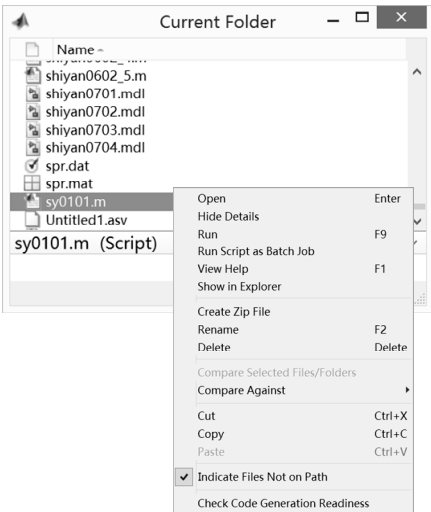 Current Folder
Name
shiyan0602_5.m
shiyan0701.mdl
shiyan0702.mdl
shiyan0703.mdl
shiyan0704.mdl
spr.dat
spr.mat
sy0101.m
Untitled1.asv
sy0101.m (Script)
Open Enter
Hide Details
Run F9
Run Script as Batch Job
View Help F1
Show in Explorer
Create Zip File
Rename F2
Delete Delete
Compare Selected Files/Folders
Compare Against
Cut Ctrl+X
Copy Ctrl+C
Paste Ctrl+V
Indicate Files Not on Path
Check Code Generation Readiness